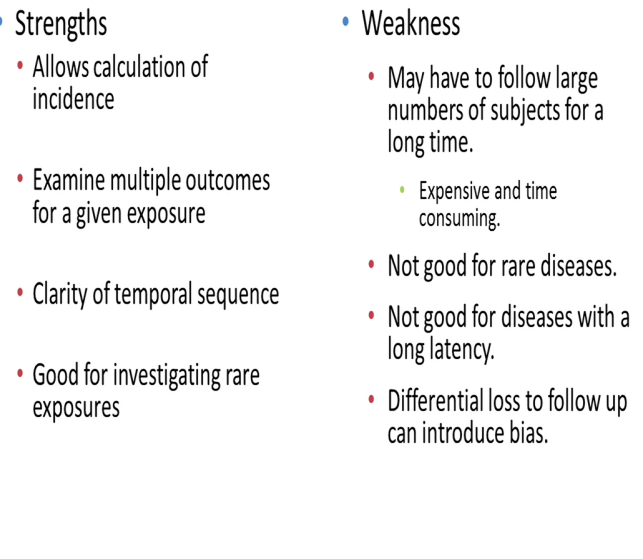 Strengths
Allows calculation of
incidence
Examine multiple outcomes
for a given exposure
Clarity of temporal sequence
Good for investigating rare
exposures
Weakness
May have to follow large
numbers of subjects for a
long time.
Expensive and time
consuming.
Not good for rare diseases.
Not good for diseases with a
long latency.
Differential loss to follow up
can introduce bias.